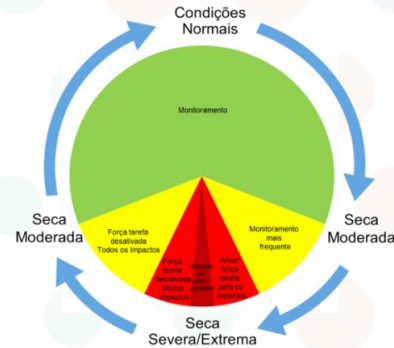 Condições
Normais
Monitoramento
Seca
Moderada
Força tarefa
desativada
Todos os Impactos
Monitoramento
mais
frequente
Seca
Moderada
Força
tarefa
desativada
Muitos
impactos
Ativar
força
tarefa
para os
impactos
Seca
Severa/Extrema